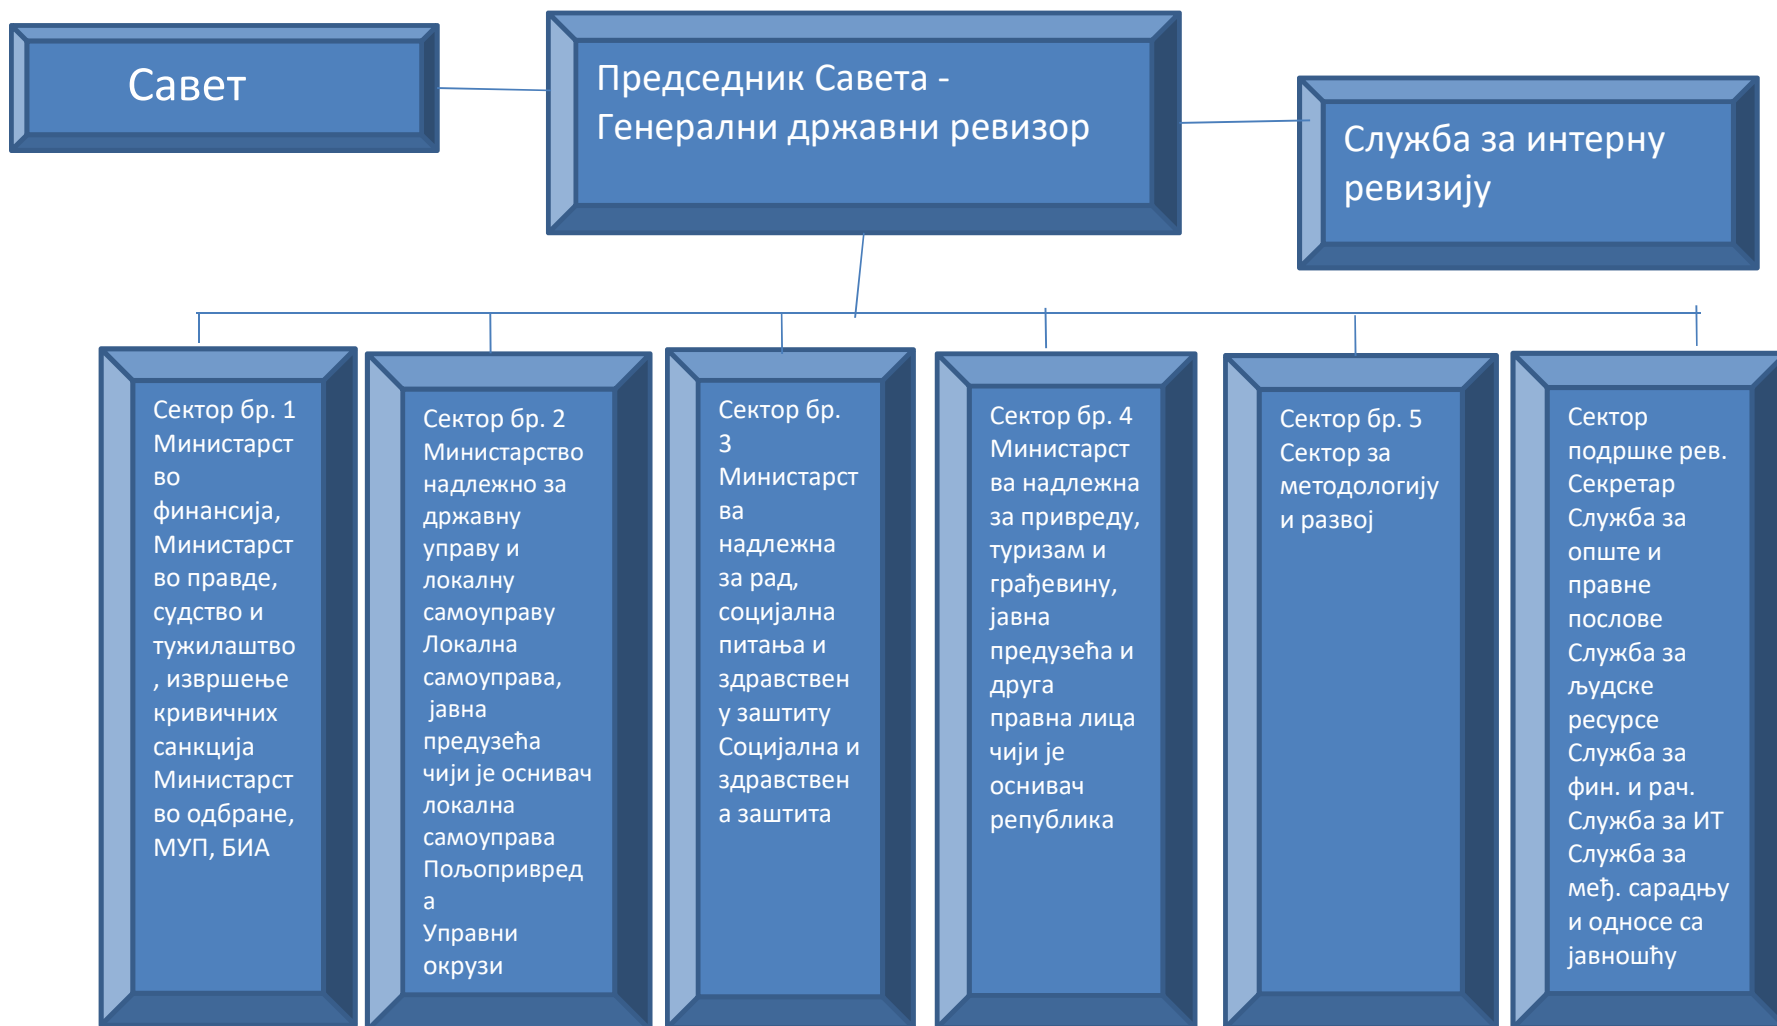 Савет
Председник Савета -
Генерални државни ревизор
Служба за интерну
ревизију
Сектор бр. 1
Министарст
во
финансија,
Министарст
во правде,
судство и
тужилаштво
, извршење
кривичних
санкција
Министарст
во одбране,
МУП, БИА
Сектор бр. 2
Министарство
надлежно за
државну
управу и
локалну
самоуправу
Локална
самоуправа,
јавна
предузећа
чији је оснивач
локална
самоуправа
Пољопривред
а
Управни
окрузи
Сектор бр.
3
Министарст
ва
надлежна
за рад,
социјална
питања и
здравствен
у заштиту
Социјална и
здравствен
а заштита
Сектор бр. 4
Министарст
ва надлежна
за привреду,
туризам и
грађевину,
јавна
предузећа и
друга
правна лица
чији је
оснивач
република
Сектор бр. 5
Сектор за
методологију
и развој
Сектор
подршке рев.
Секретар
Служба за
опште и
правне
послове
Служба за
људске
ресурсе
Служба за
фин. и рач.
Служба за ИТ
Служба за
међ. сарадњу
и односе са
јавношћу